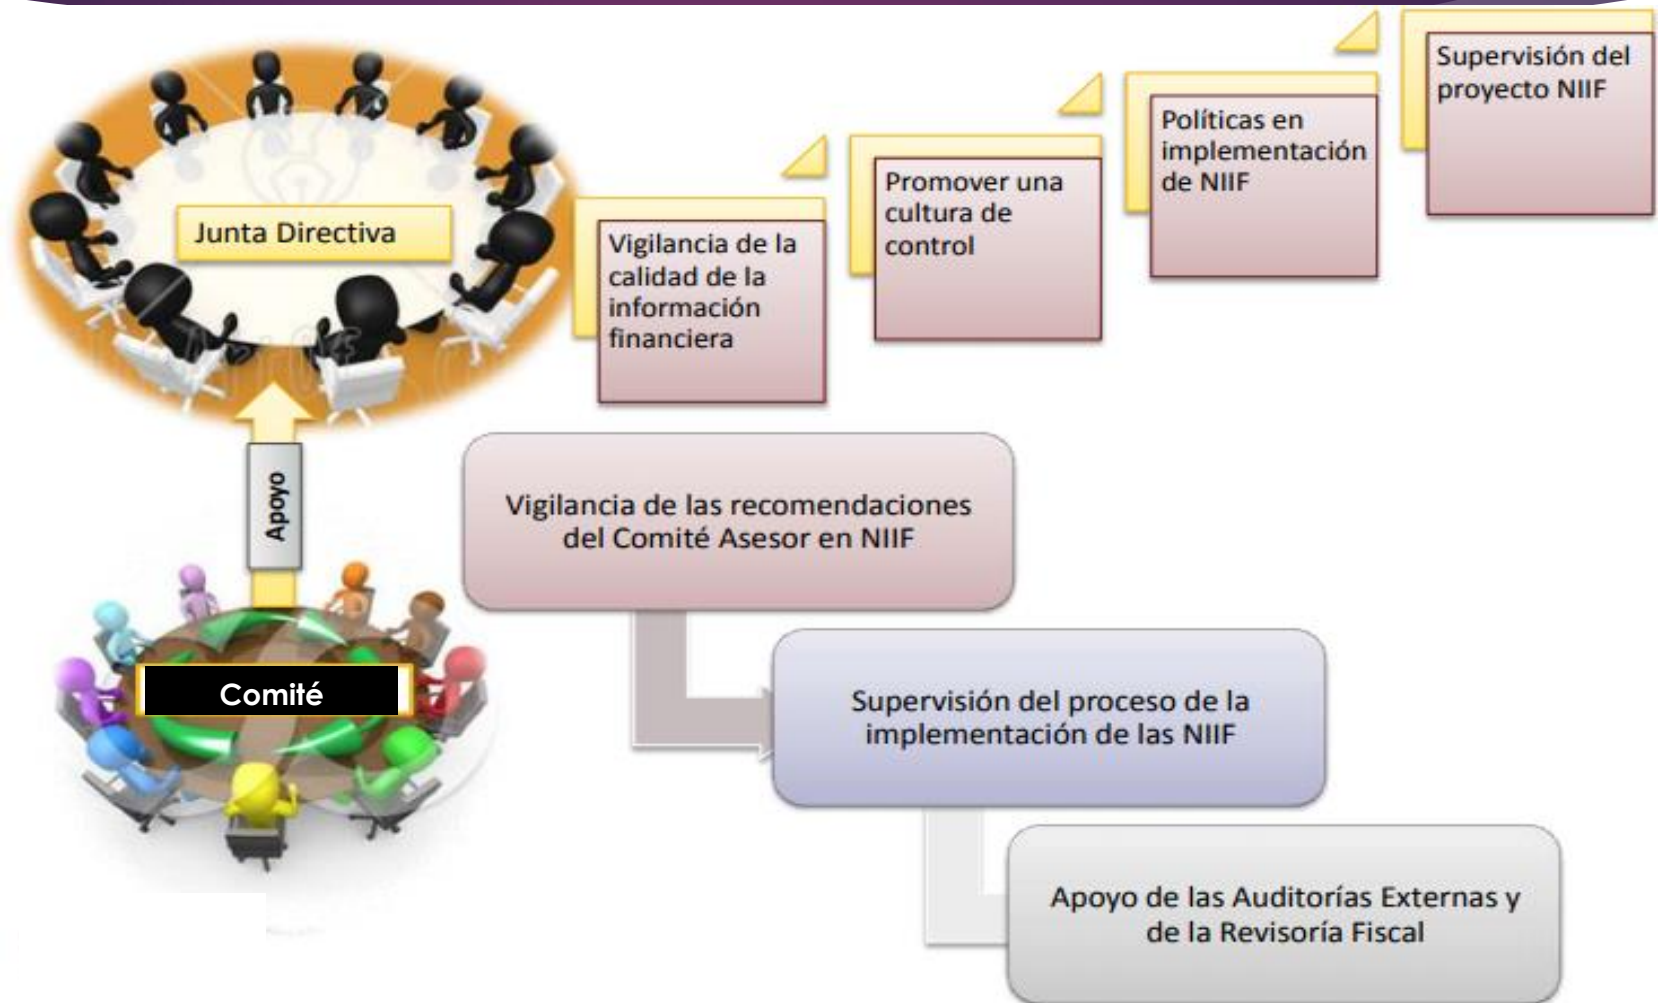 Junta Directiva
Vigilancia de la
calidad de la
información
financiera
Promover una
cultura de
control
Políticas en
implementación
de NIIF
Supervisión del
proyecto NIIF
Apoyo
Comité
Vigilancia de las recomendaciones
del Comité Asesor en NIIF
Supervisión del proceso de la
implementación de las NIIF
Apoyo de las Auditorías Externas y
de la Revisoría Fiscal